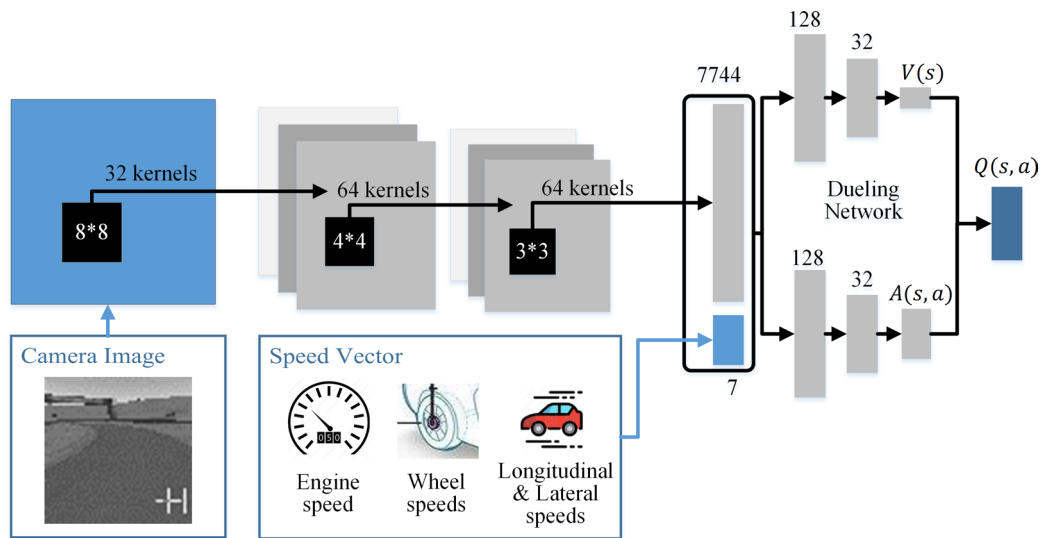 128
32
V(s)
7744
32 kernels
64 kernels
64 kernels
8*8
4*4
3*3
Dueling
Network
Q(s,a)
128
32
A(s,a)
7
Camera Image
Speed Vector
050
Engine
speed
Wheel
speeds
Longitudinal
& Lateral
speeds